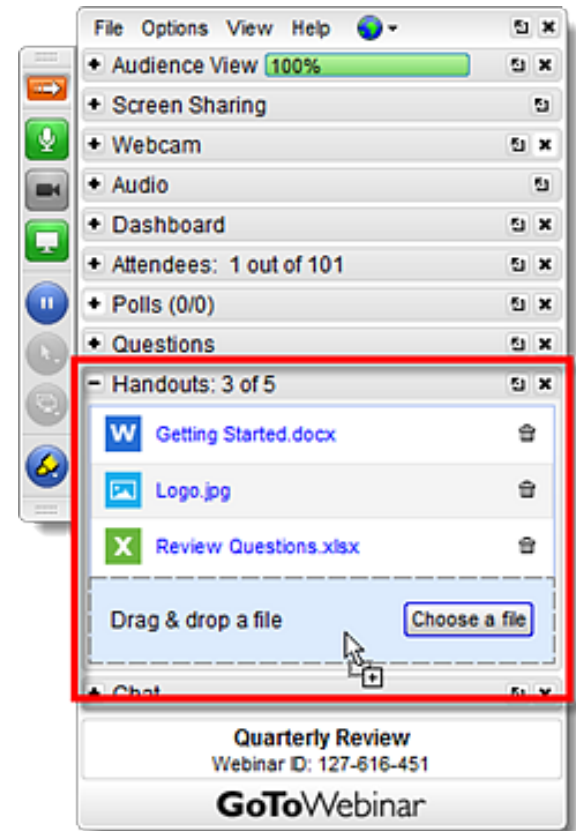 File Options View Help
Audience View 100%
Screen Sharing
Webcam
Audio
Dashboard
Attendees: 1 out of 101
Polls (0/0)
Questions
Handouts: 3 of 5
W Getting Started.docx
Logo.jpg
X Review Questions.xlsx
Drag & drop a file Choose a file
Chat
Quarterly Review
Webinar ID: 127-616-451
GoToWebinar